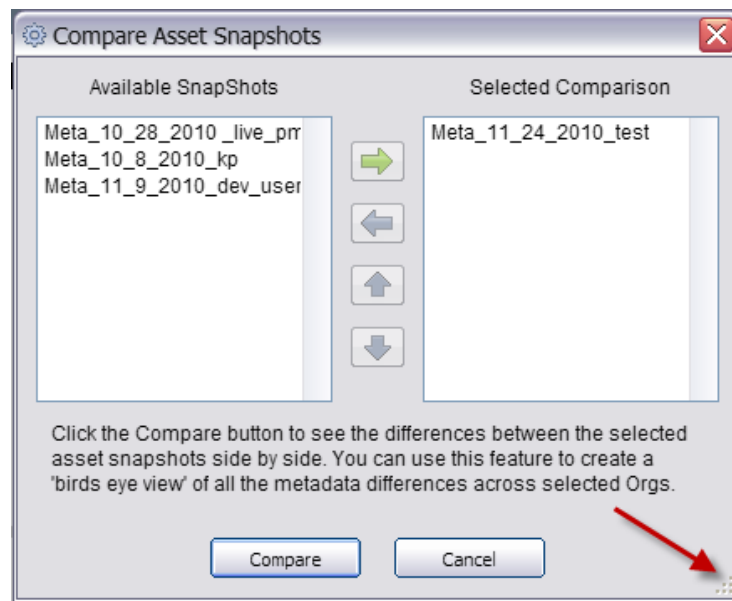 Compare Asset Snapshots
Available SnapShots
Selected Comparison
Meta_10_28_2010 _live_pm
Meta_10_8_2010_kp
Meta_11_9_2010_dev_user
Meta_11_24_2010_test
Click the Compare button to see the differences between the selected
asset snapshots side by side. You can use this feature to create a
'birds eye view' of all the metadata differences across selected Orgs.
Compare
Cancel